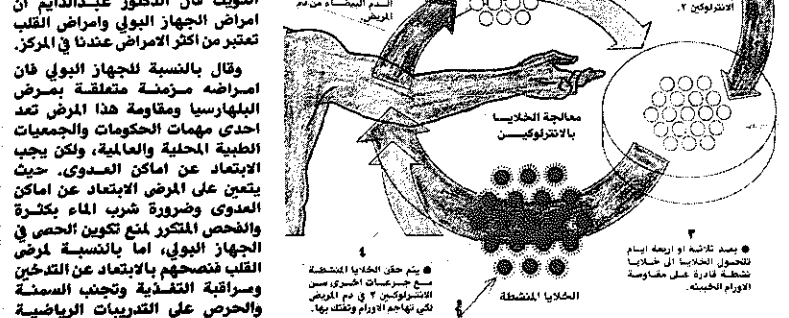 التويت قال الدكتور عبدالدايم ان
امراض الجهاز البولي وامراض القلب
تعتبر من أكثر الامراض عندنا في المركز.
وقال بالنسبة للجهاز البولي فان
امراضه مزمنة متعلقة بمرض
البلهارسيا ومقاومة هذا المرض تعد
احدى مهمات الحكومات والجمعيات
الطبية المحلية والعالمية، ولكن يجب
الابتعاد عن اماكن العدوى. حيث
يتعين على المرضى الابتعاد عن اماكن
العدوى وضرورة شرب الماء بكثرة
والفحص المتكرر لمنع تكوين الحصى في
الجهاز البولي، اما بالنسبة لمرضى
القلب فننصحهم بالابتعاد عن التدخين
ومراقبة التغذية وتجنب السمنة
والحرص على التدريبات الرياضية
الدم البيضاء من دم
المريض.
الانترلوكين ٢.
معالجة الخلايا
بالانترلوكين
٣
● بعد ثلاثة او اربعة ايام
تتحول الخلايا الى خلايا
نشطة قادرة على مقاومة
الاورام الخبيثه.
٤
● يتم حقن الخلايا المنشطة
مع جرعات اخرى من
الانترلوكين ٢ في دم المريض
لكي تهاجم الاورام وتفتك بها.
الخلايا المنشطة